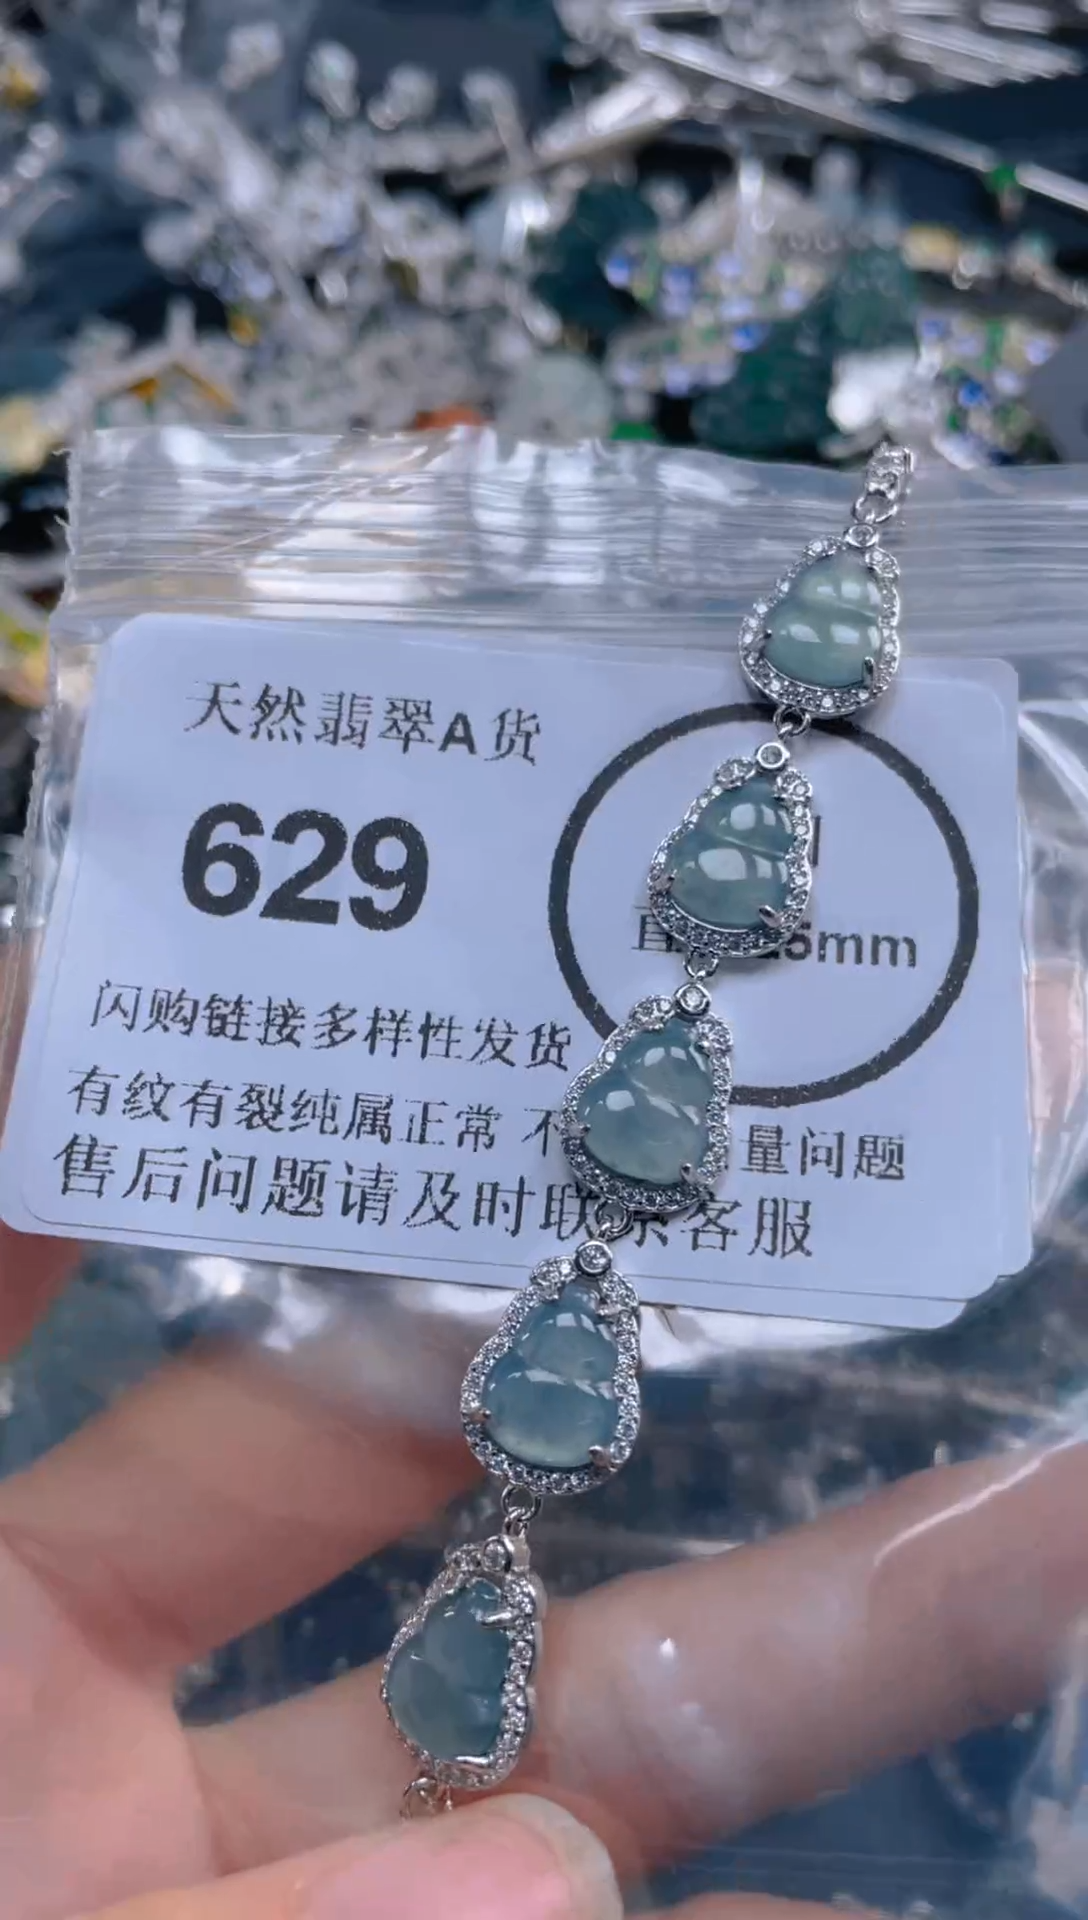 天然翡翠A货
629
5mm
闪购链接多样性发货
有纹有裂纯属正常 不
量问题
售后问题请及时联系客服